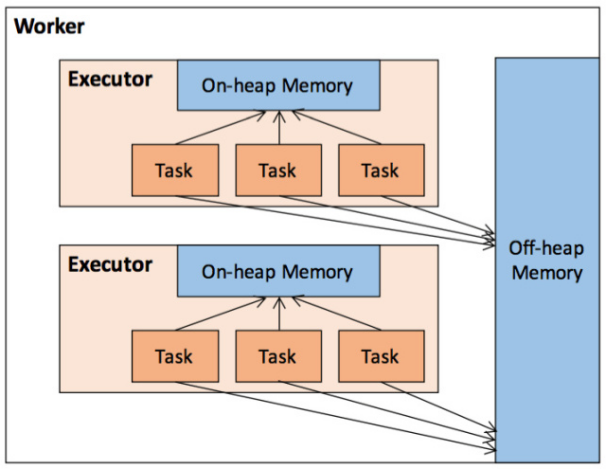 Worker
Executor
On-heap Memory
Task
Task
Task
Executor
On-heap Memory
Task
Task
Task
Off-heap
Memory